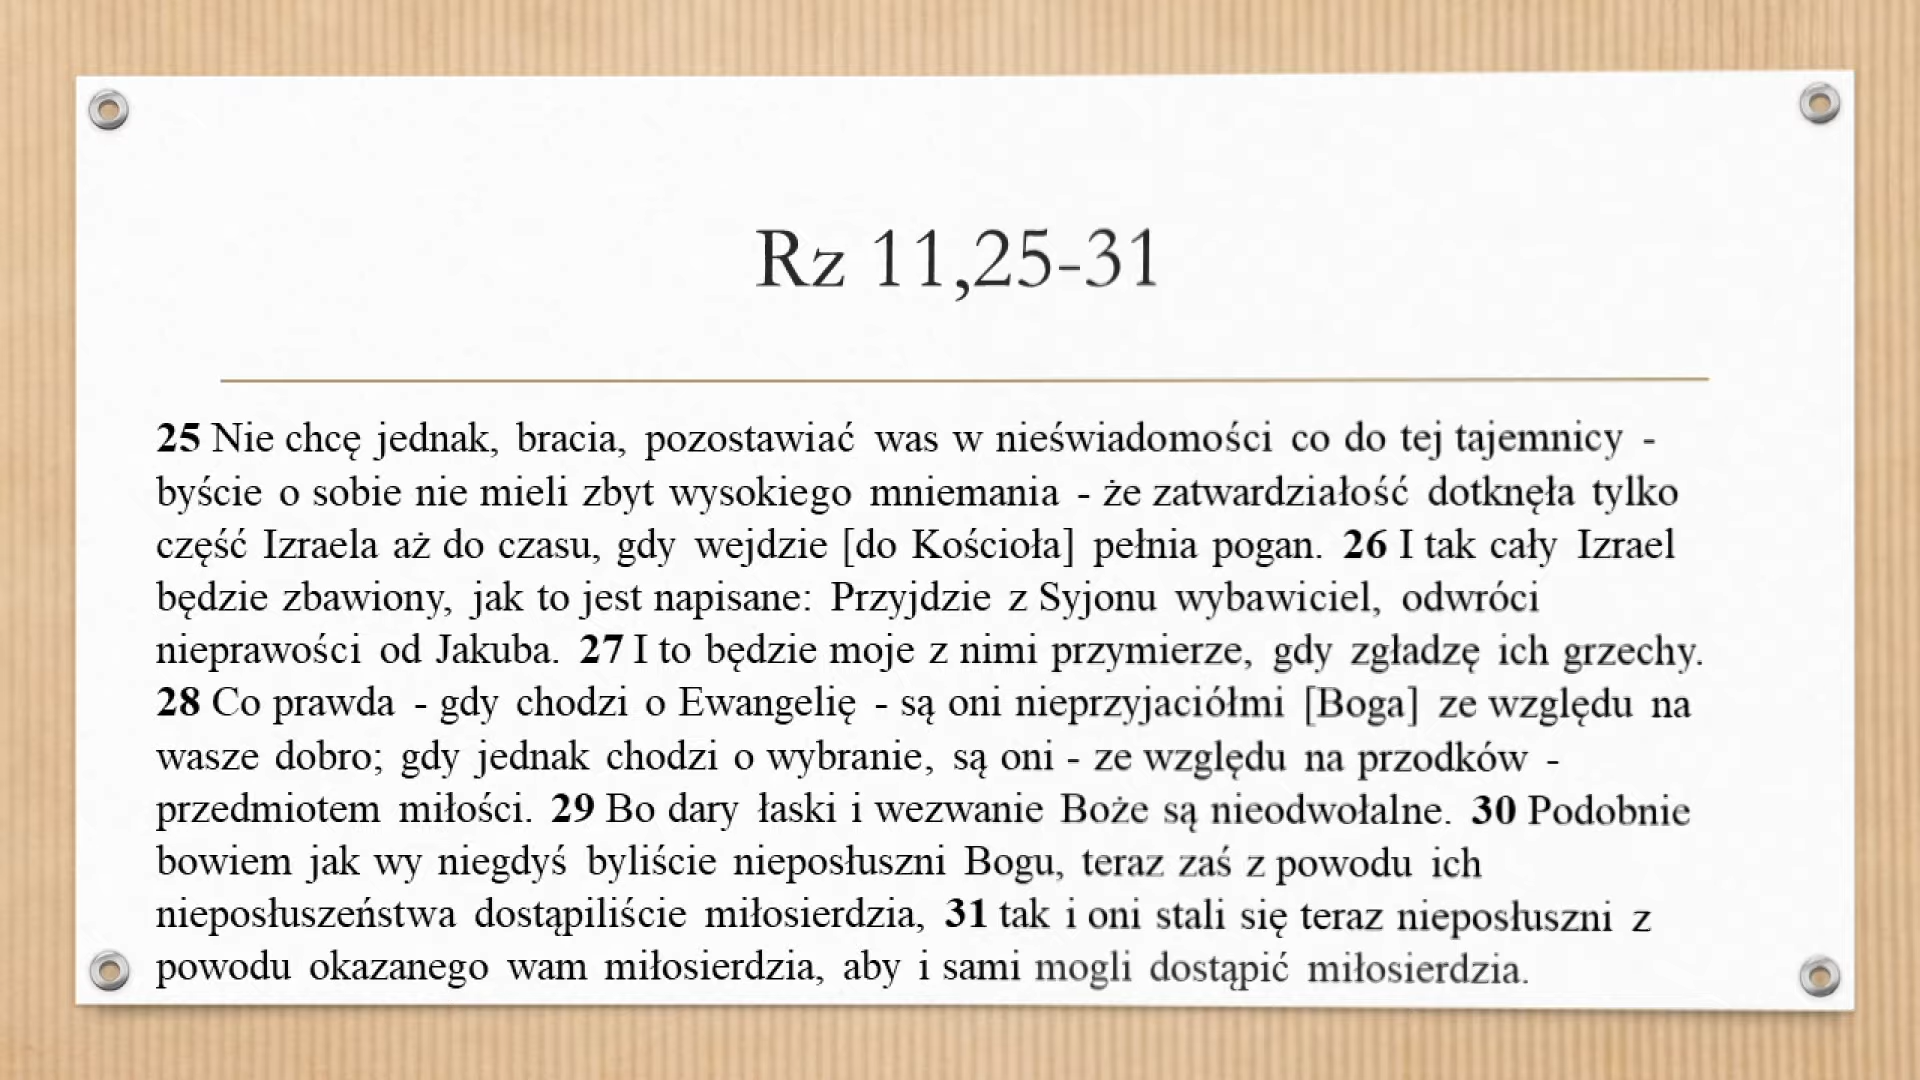 Rz 11,25-31
25 Nie chcę jednak, bracia, pozostawiać was w nieświadomości co do tej tajemnicy -
byście o sobie nie mieli zbyt wysokiego mniemania - że zatwardziałość dotknęła tylko
część Izraela aż do czasu, gdy wejdzie [do Kościoła] pełnia pogan. 26 I tak cały Izrael
będzie zbawiony, jak to jest napisane: Przyjdzie z Syjonu wybawiciel, odwróci
nieprawości od Jakuba. 27 I to będzie moje z nimi przymierze, gdy zgładzę ich grzechy.
28 Co prawda - gdy chodzi o Ewangelię - są oni nieprzyjaciółmi [Boga] ze względu na
wasze dobro; gdy jednak chodzi o wybranie, są oni - ze względu na przodków -
przedmiotem miłości. 29 Bo dary łaski i wezwanie Boże są nieodwołalne. 30 Podobnie
bowiem jak wy niegdyś byliście nieposłuszni Bogu, teraz zaś z powodu ich
nieposłuszeństwa dostąpiliście miłosierdzia, 31 tak i oni stali się teraz nieposłuszni z
powodu okazanego wam miłosierdzia, aby i sami mogli dostąpić miłosierdzia.